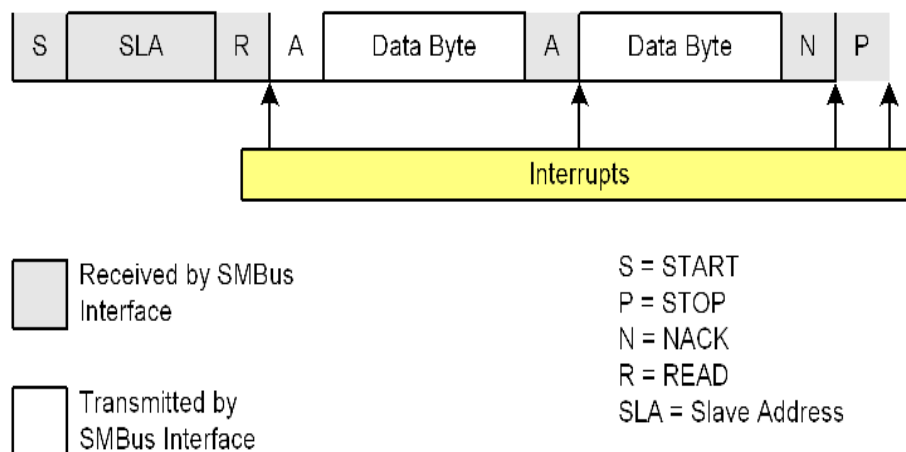 S SLA R A Data Byte A Data Byte N P
Interrupts
Received by SMBus
Interface
Transmitted by
SMBus Interface
S = START
P = STOP
N = NACK
R = READ
SLA = Slave Address